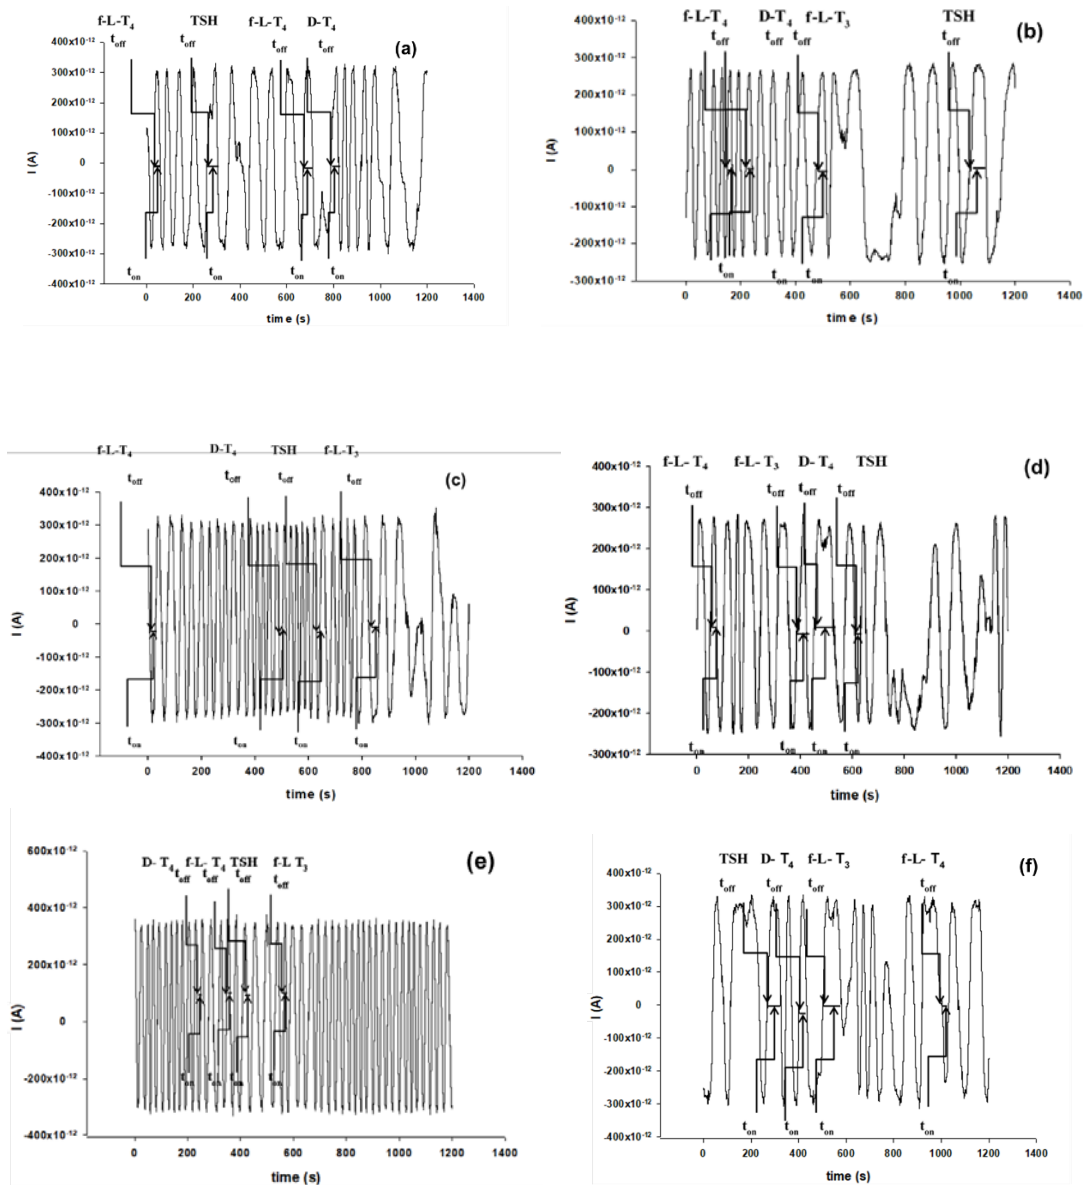 f-L-T4 TSH f-L-T4 D-T4
toff toff toff toff
(a)
400x10-12
300x10-12
200x10-12
100x10-12
0
-100x10-12
-200x10-12
-300x10-12
-400x10-12
I (A)
ton ton ton ton
0 200 400 600 800 1000 1200 1400
time (s)
f-L-T4 D-T4 f-L-T3 TSH
toff toff toff toff
(b)
400x10-12
300x10-12
200x10-12
100x10-12
0
-100x10-12
-200x10-12
-300x10-12
I (A)
ton ton ton ton
0 200 400 600 800 1000 1200 1400
time (s)
f-L-T4 D-T4 TSH f-L-T3
toff toff toff toff
(c)
400x10-12
300x10-12
200x10-12
100x10-12
0
-100x10-12
-200x10-12
-300x10-12
-400x10-12
I (A)
ton ton ton ton
0 200 400 600 800 1000 1200 1400
time (s)
f-L- T4 f-L- T3 D- T4 TSH
toff toff toff toff
(d)
400x10-12
300x10-12
200x10-12
100x10-12
0
-100x10-12
-200x10-12
-300x10-12
I (A)
ton ton ton ton
0 200 400 600 800 1000 1200 1400
time (s)
D- T4 f-L- T4 TSH f-L T3
toff toff toff toff
(e)
600x10-12
400x10-12
200x10-12
0
-200x10-12
-400x10-12
I (A)
ton ton ton ton
0 200 400 600 800 1000 1200 1400
time (s)
TSH D- T4 f-L- T3 f-L- T4
toff toff toff toff
(f)
400x10-12
300x10-12
200x10-12
100x10-12
0
-100x10-12
-200x10-12
-300x10-12
-400x10-12
I (A)
ton ton ton ton
0 200 400 600 800 1000 1200 1400
time (s)